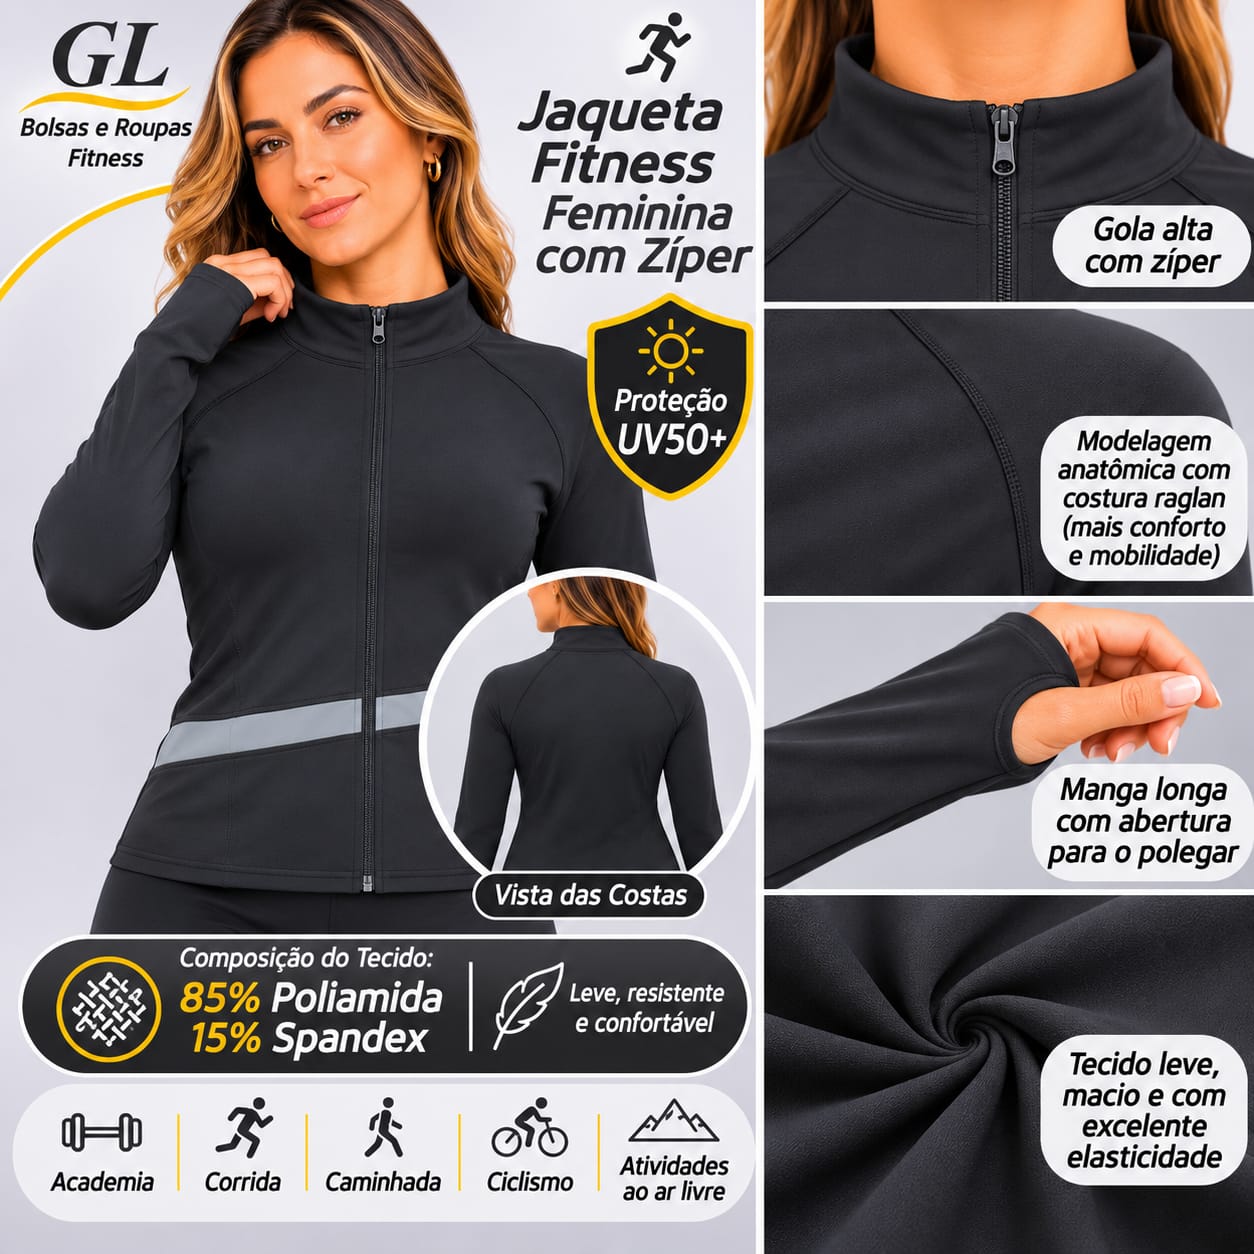 GL
Bolsas e Roupas
Fitness
Jaqueta
Fitness
Feminina
com Zíper
Proteção
UV50+
Vista das Costas
Composição do Tecido:
85% Poliamida
15% Spandex
Leve, resistente
e confortável
Academia
Corrida
Caminhada
Ciclismo
Atividades
ao ar livre
Gola alta
com zíper
Modelagem
anatômica com
costura raglan
(mais conforto
e mobilidade)
Manga longa
com abertura
para o polegar
Tecido leve,
macio e com
excelente
elasticidade